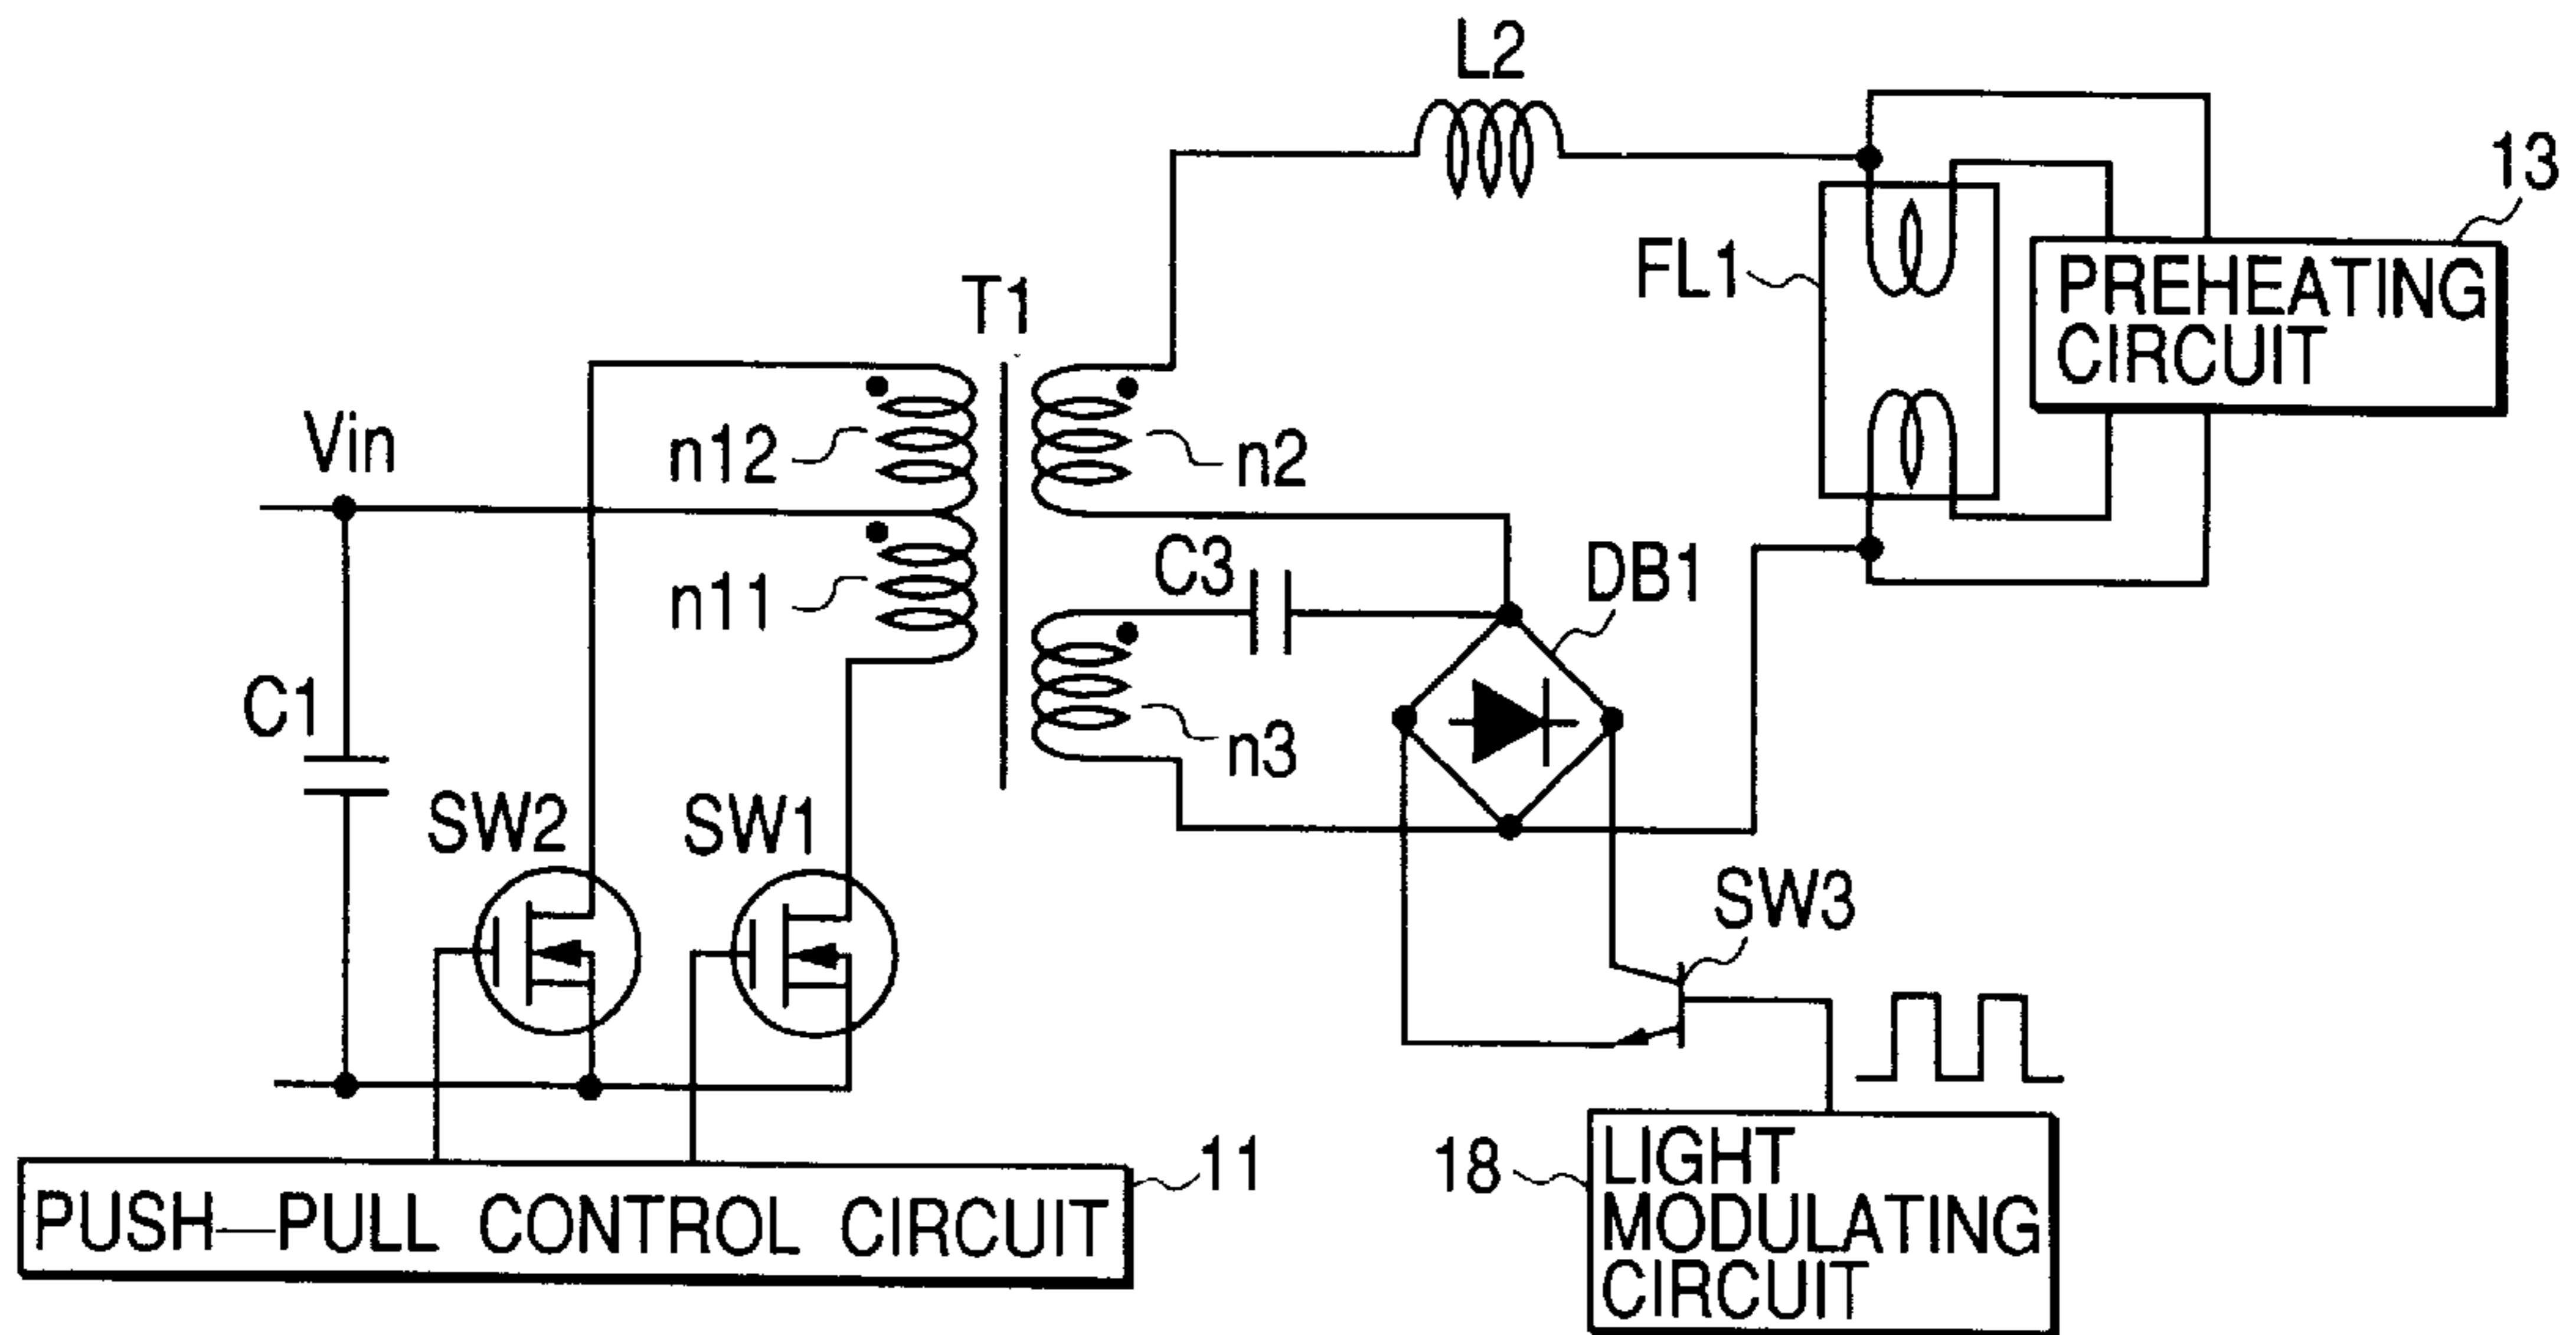 L2
13
FL1
PREHEATING
CIRCUIT
T1
Vin
n12
n2
C3
DB1
n11
C1
n3
SW2
SW1
SW3
11
PUSH—PULL CONTROL CIRCUIT
18
LIGHT
MODULATING
CIRCUIT